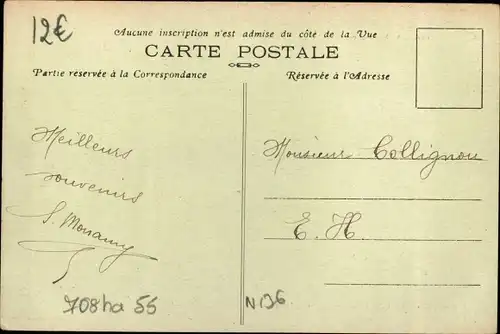 12€
Aucune inscription n'est admise du côté de la Vue
CARTE POSTALE
Partie réservée à la Correspondance
Réservée à l'Adresse
Meilleurs
souvenirs
Monsieur Collignon
E. H.
708ha 55
N136